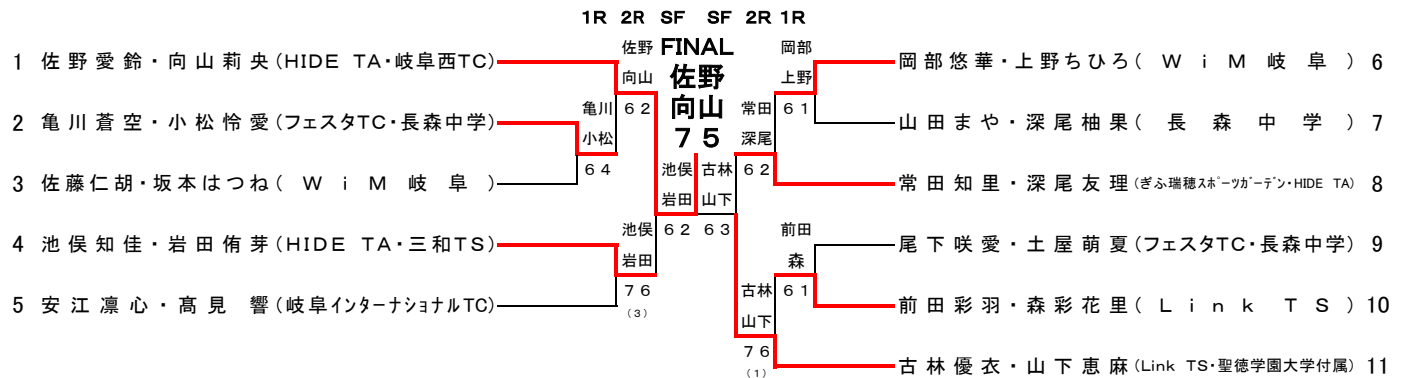 1R 2R SF SF 2R 1R
FINAL
佐野
向山
7 5
1 佐野愛鈴・向山莉央(HIDE TA・岐阜西TC)
2 亀川蒼空・小松怜愛(フェスタTC・長森中学)
3 佐藤仁胡・坂本はつね(WiM岐阜)
4 池俣知佳・岩田侑芽(HIDE TA・三和TS)
5 安江凛心・髙見 響(岐阜インターナショナルTC)
亀川
小松
6 4
佐野
向山
6 2
池俣
岩田
7 6
(3)
池俣
岩田
6 2
古林
山下
6 3
常田
深尾
6 2
岡部
上野
6 1
前田
森
6 1
古林
山下
7 6
(1)
岡部悠華・上野ちひろ(WiM岐阜) 6
山田まや・深尾柚果(長森中学) 7
常田知里・深尾友理(ぎふ瑞穂スポーツガーデン・HIDE TA) 8
尾下咲愛・土屋萌夏(フェスタTC・長森中学) 9
前田彩羽・森彩花里(Link TS) 10
古林優衣・山下恵麻(Link TS・聖徳学園大学付属) 11